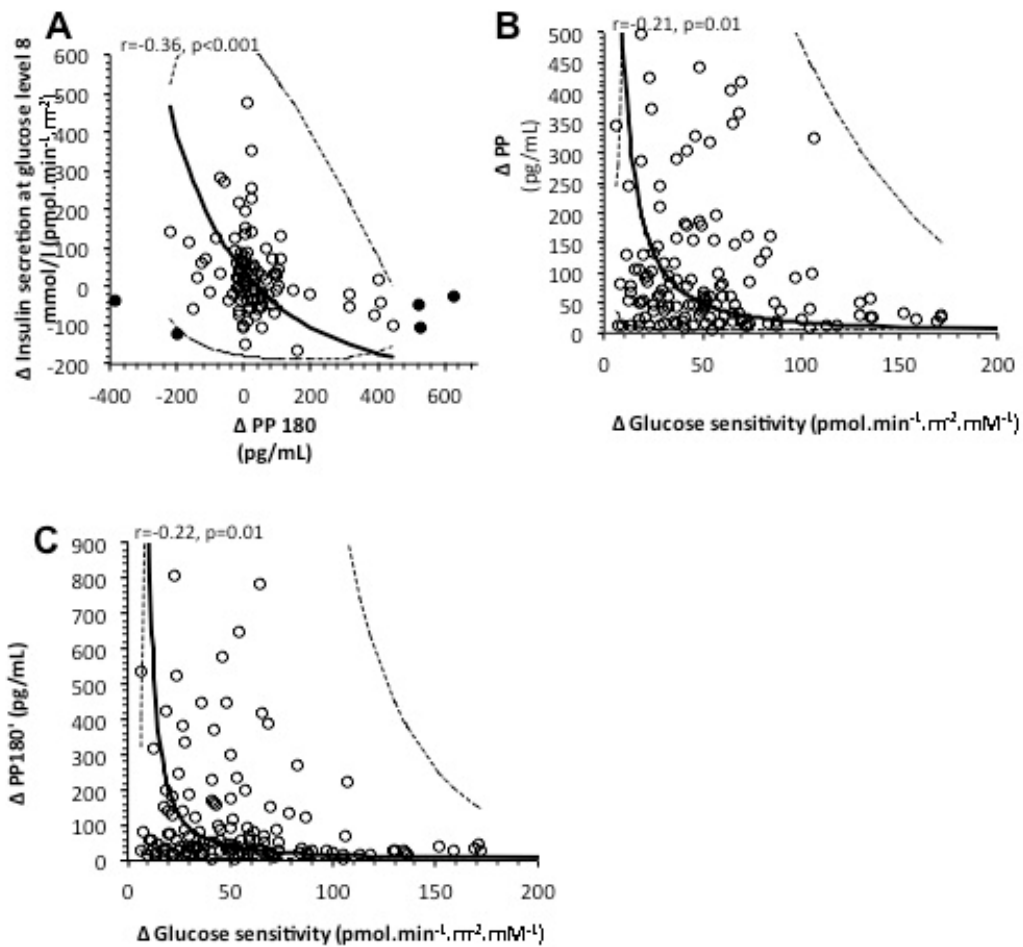 A
r=-0.36, p<0.001
Δ Insulin secretion at glucose level 8
mmol/l (pmol.min-1.m-2)
600
500
400
300
200
100
0
-100
-200
-400 -200 0 200 400 600
Δ PP 180
(pg/mL)
B
r=-0.21, p=0.01
Δ PP
(pg/mL)
500
450
400
350
300
250
200
150
100
50
0
0 50 100 150 200
Δ Glucose sensitivity (pmol.min-1.m-2.mM-1)
C
r=-0.22, p=0.01
Δ PP180' (pg/mL)
900
800
700
600
500
400
300
200
100
0
0 50 100 150 200
Δ Glucose sensitivity (pmol.min-1.m-2.mM-1)